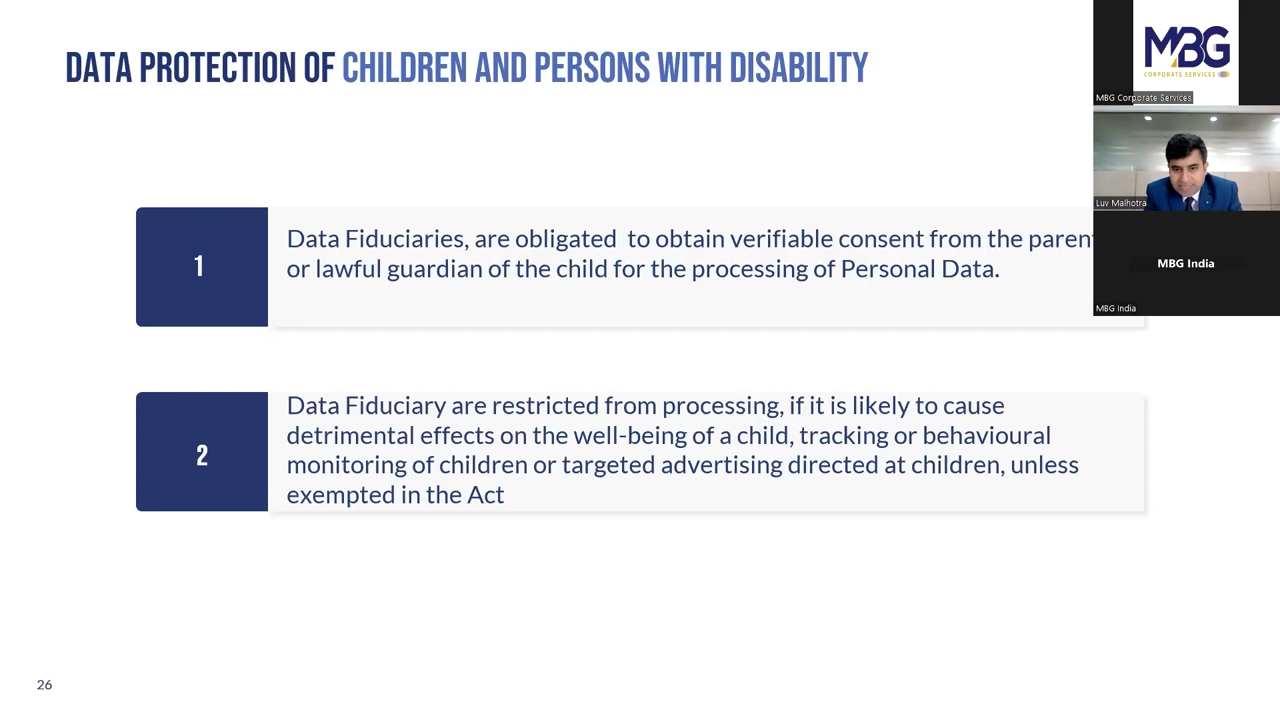 DATA PROTECTION OF CHILDREN AND PERSONS WITH DISABILITY
MBG
CORPORATE SERVICES
MBG Corporate Services
Luv Malhotra
MBG India
MBG India
1
Data Fiduciaries, are obligated to obtain verifiable consent from the paren
or lawful guardian of the child for the processing of Personal Data.
2
Data Fiduciary are restricted from processing, if it is likely to cause
detrimental effects on the well-being of a child, tracking or behavioural
monitoring of children or targeted advertising directed at children, unless
exempted in the Act
26